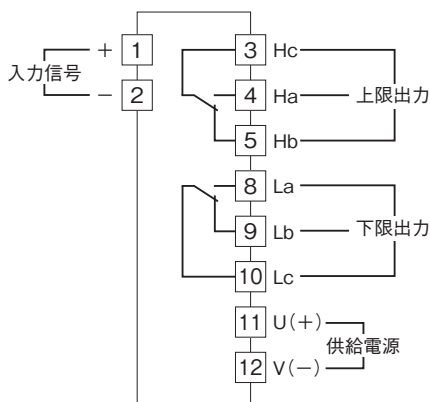 入力信号
+ 1
− 2
3 Hc
4 Ha
5 Hb
上限出力
8 La
9 Lb
10 Lc
下限出力
11 U(+)
12 V(−)
供給電源